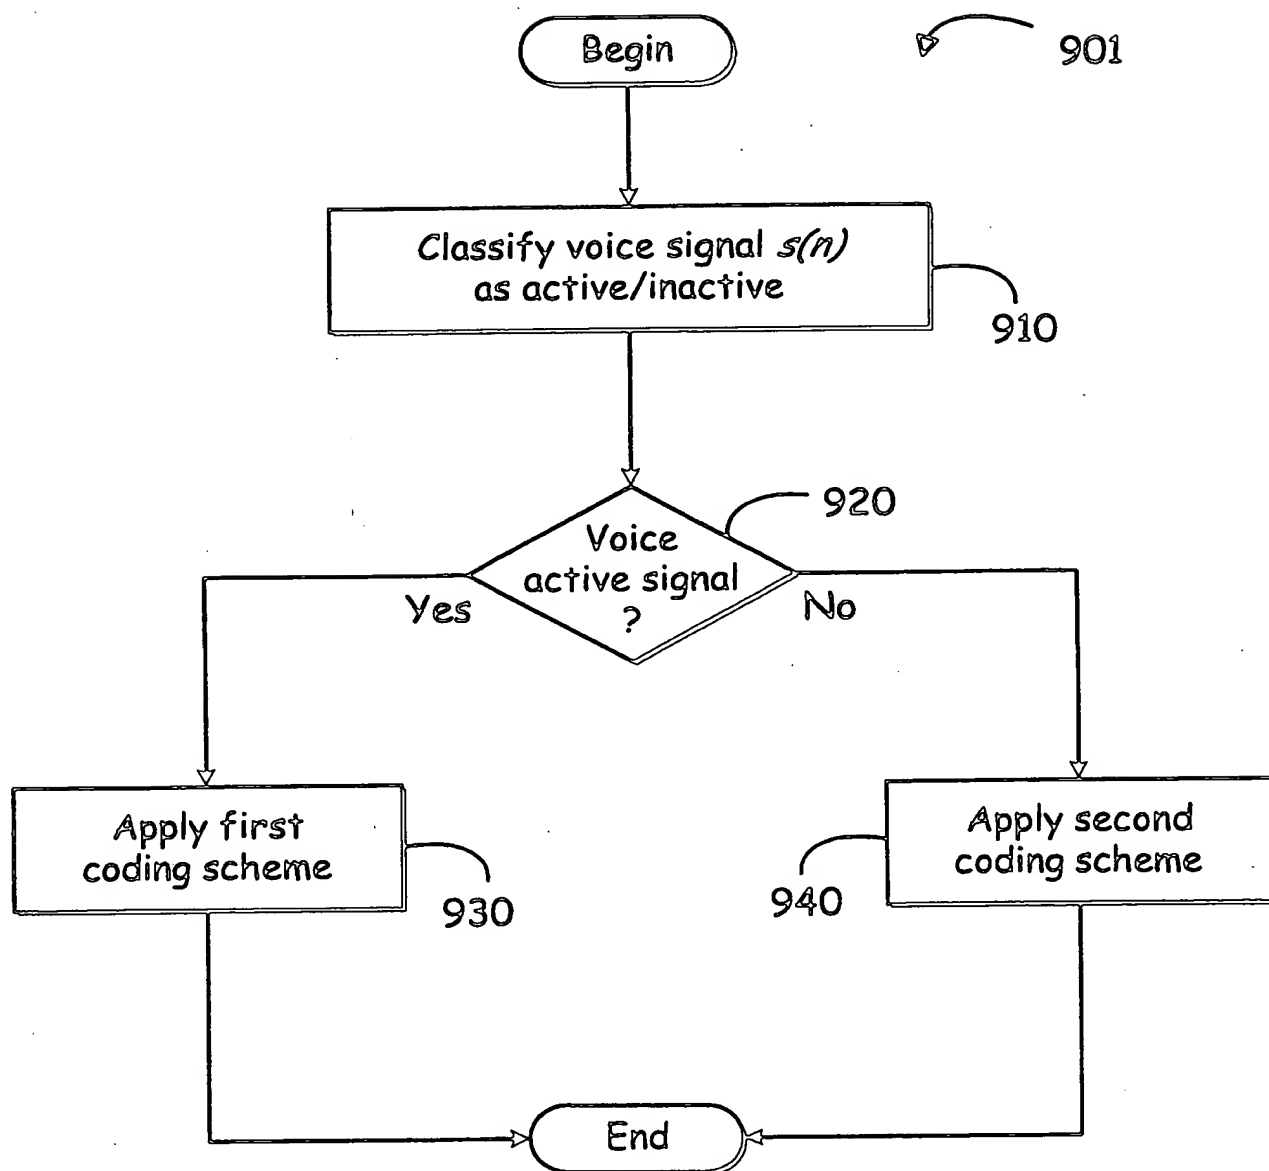 Begin
901
Classify voice signal s(n)
as active/inactive
910
920
Voice
active signal
?
Yes
No
Apply first
coding scheme
930
Apply second
coding scheme
940
End